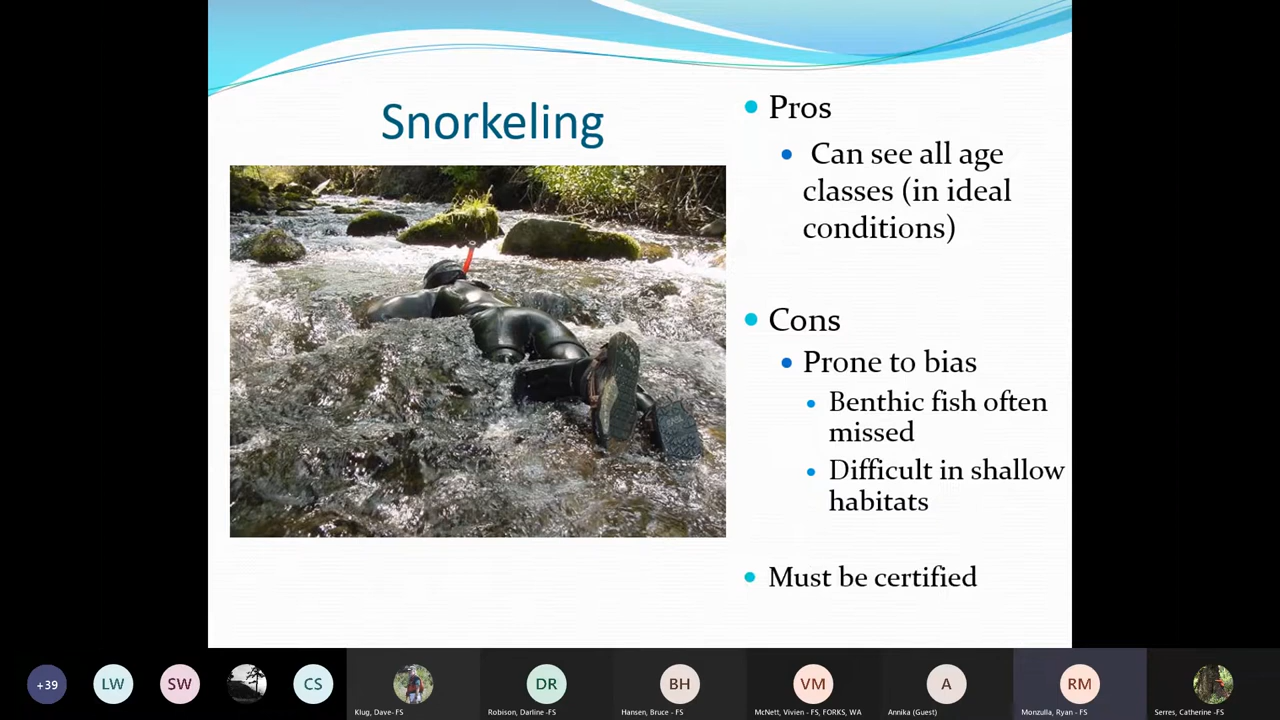 Snorkeling
Pros
Can see all age
classes (in ideal
conditions)
Cons
Prone to bias
Benthic fish often
missed
Difficult in shallow
habitats
Must be certified
+39
LW
SW
CS
DR
BH
VM
A
RM
Klug, Dave- FS
Robison, Darline -FS
Hansen, Bruce - FS
McNett, Vivien - FS, FORKS, WA
Annika (Guest)
Monzulla, Ryan - FS
Serres, Catherine -FS